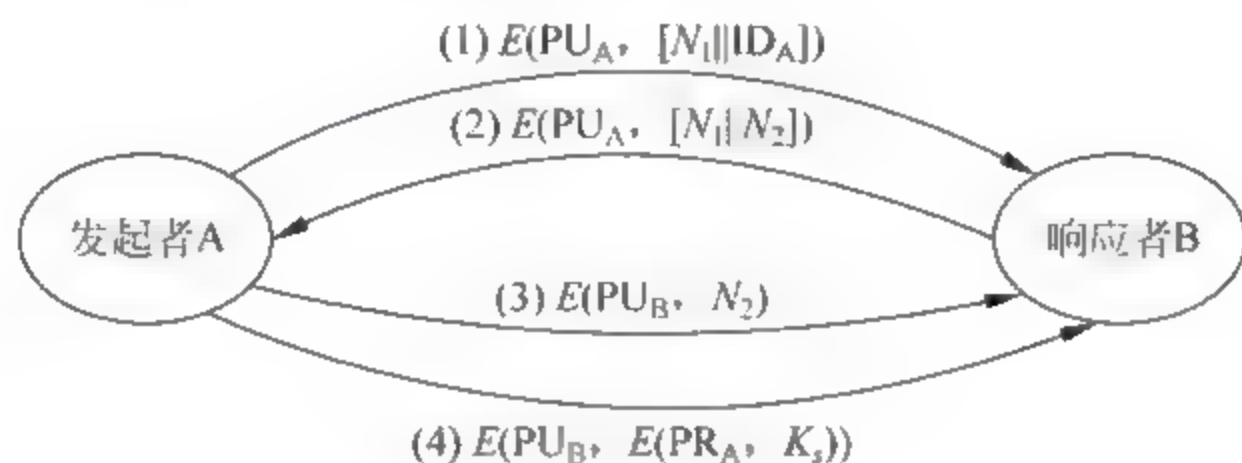 (1) E(PU_A, [N_1||ID_A])
(2) E(PU_A, [N_1|N_2])
发起者A
响应者B
(3) E(PU_B, N_2)
(4) E(PU_B, E(PR_A, K_s))